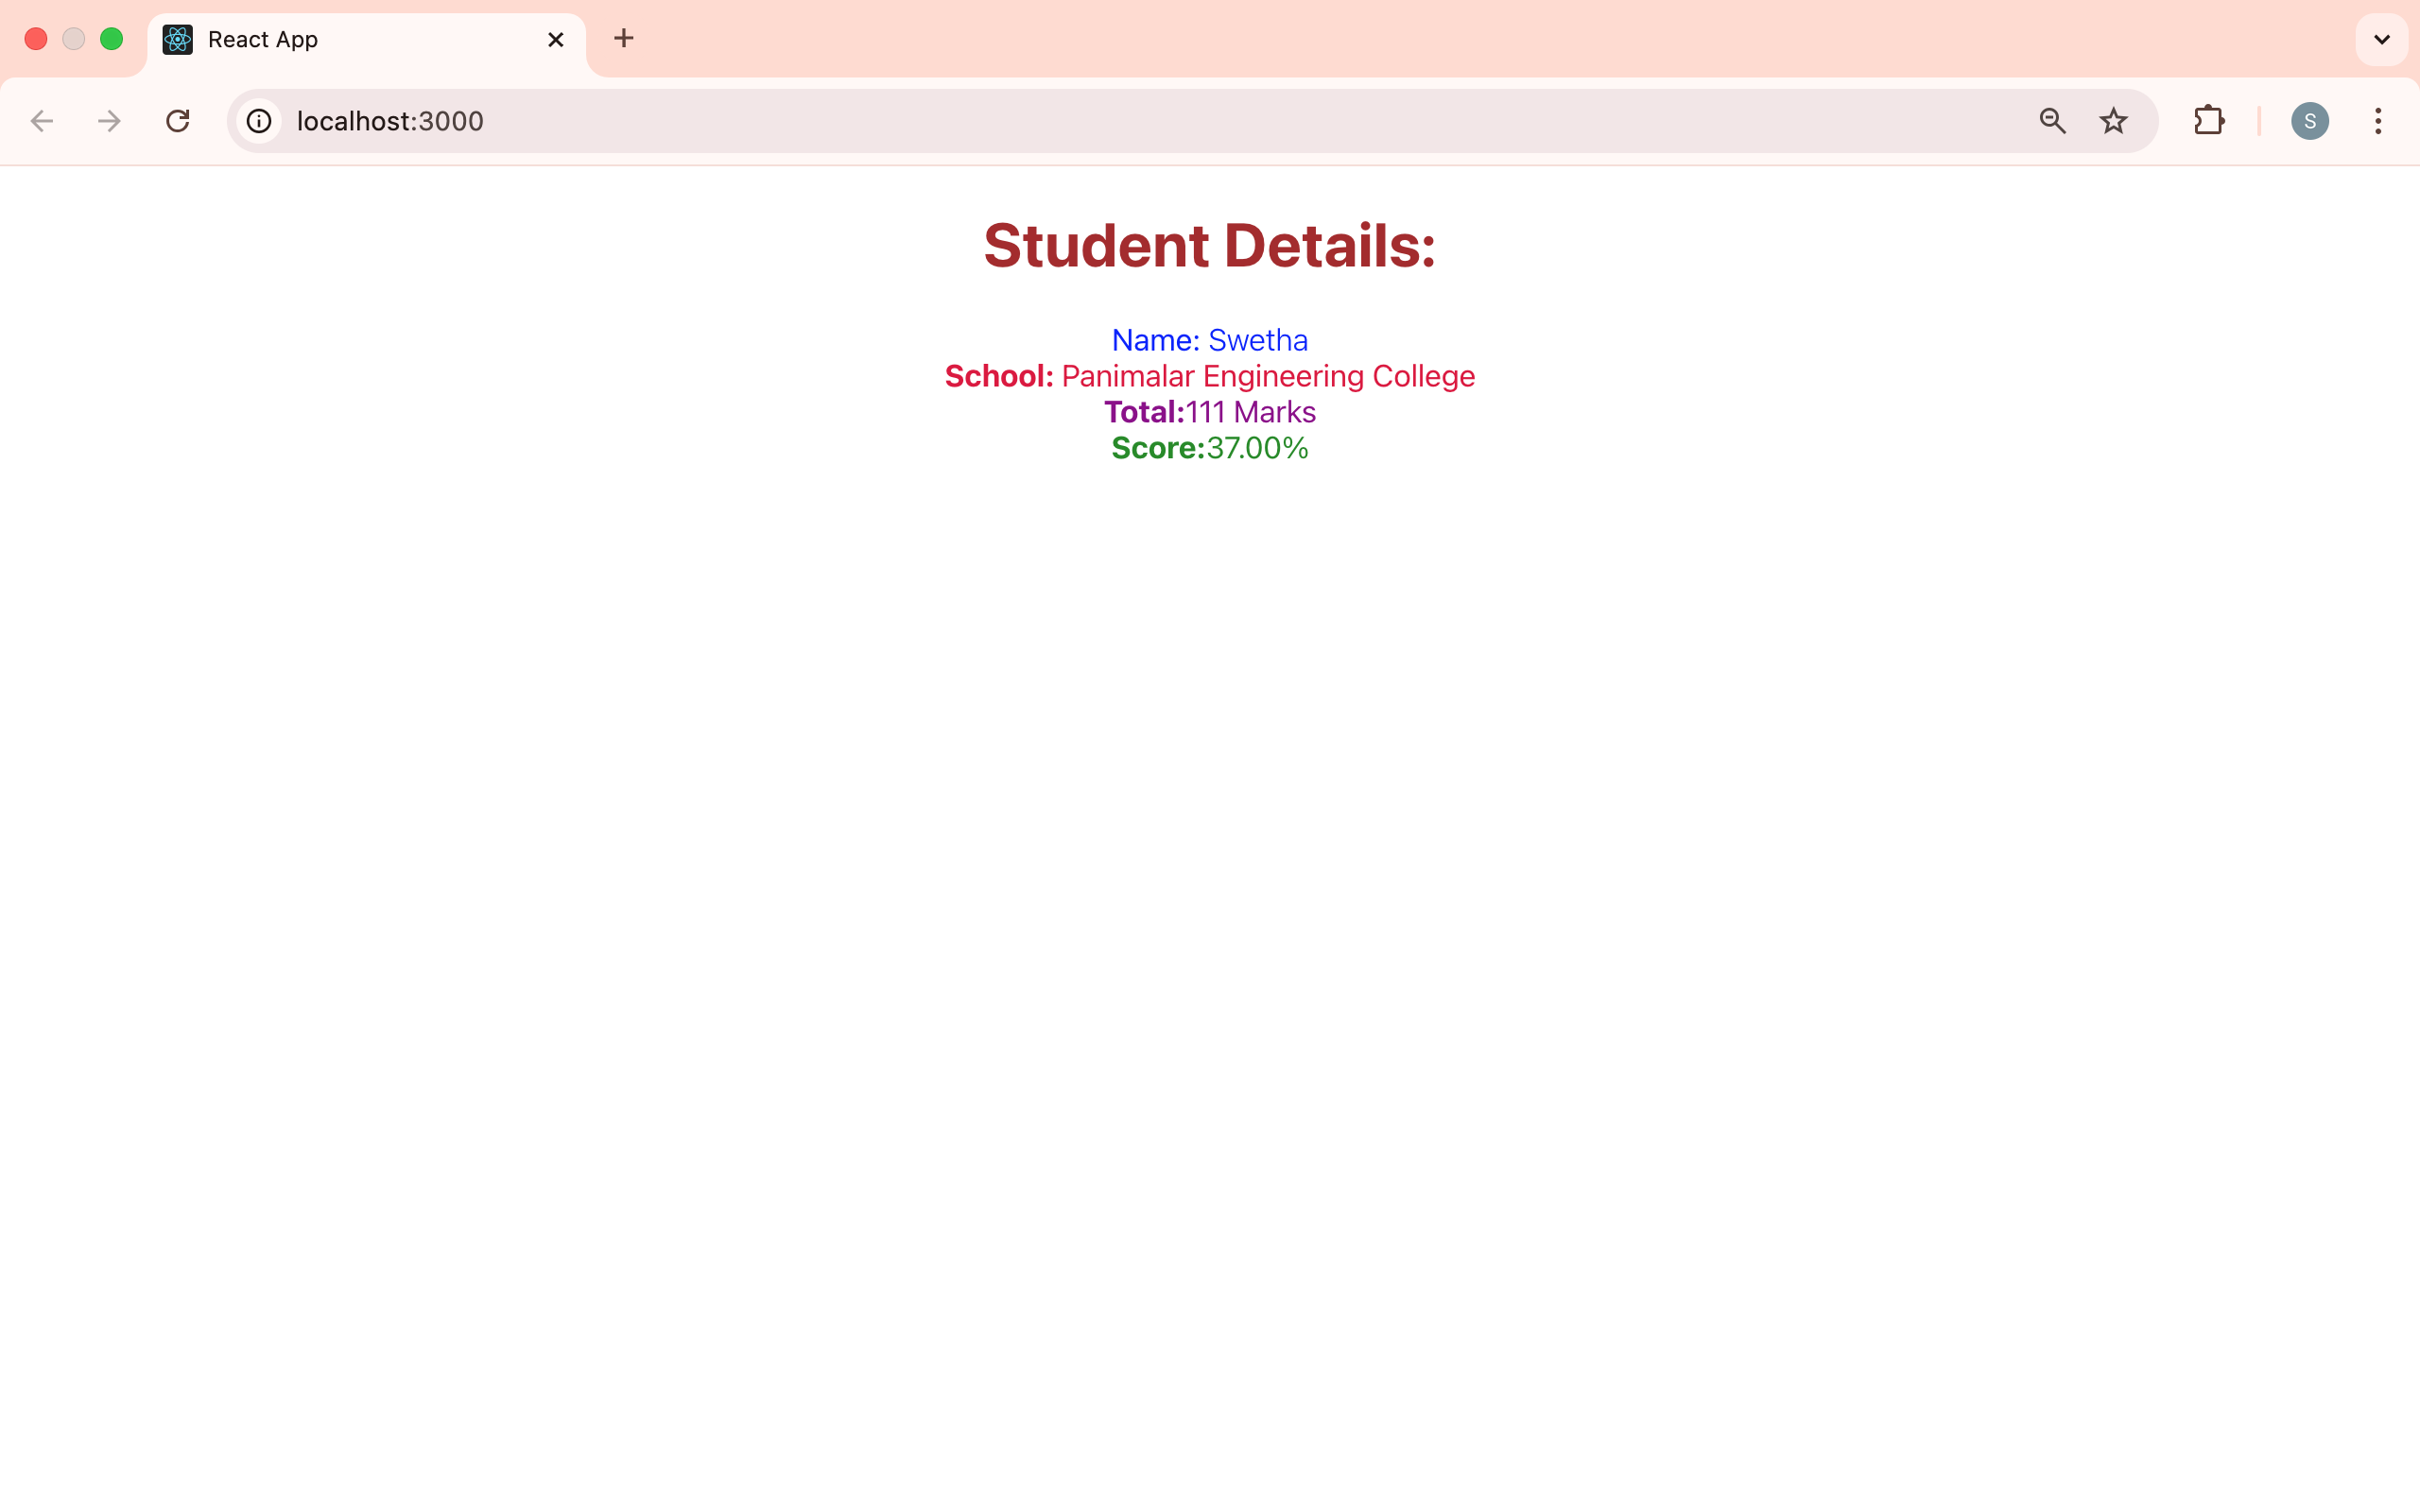 React App
localhost:3000
S
Student Details:
Name: Swetha
School: Panimalar Engineering College
Total:111 Marks
Score:37.00%